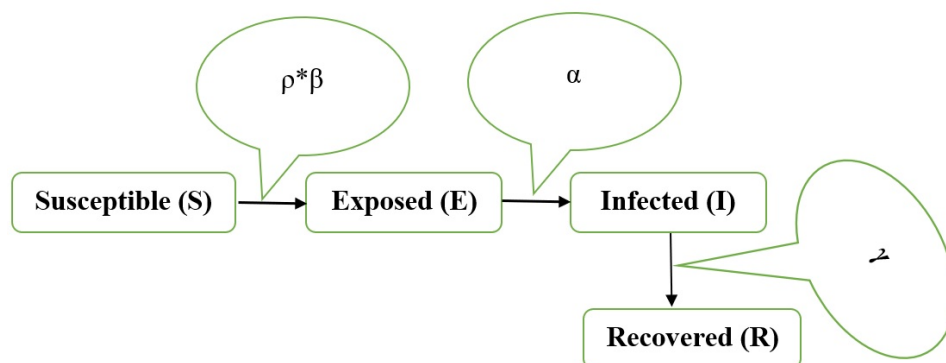 ρ*β
α
Susceptible (S)
Exposed (E)
Infected (I)
Recovered (R)